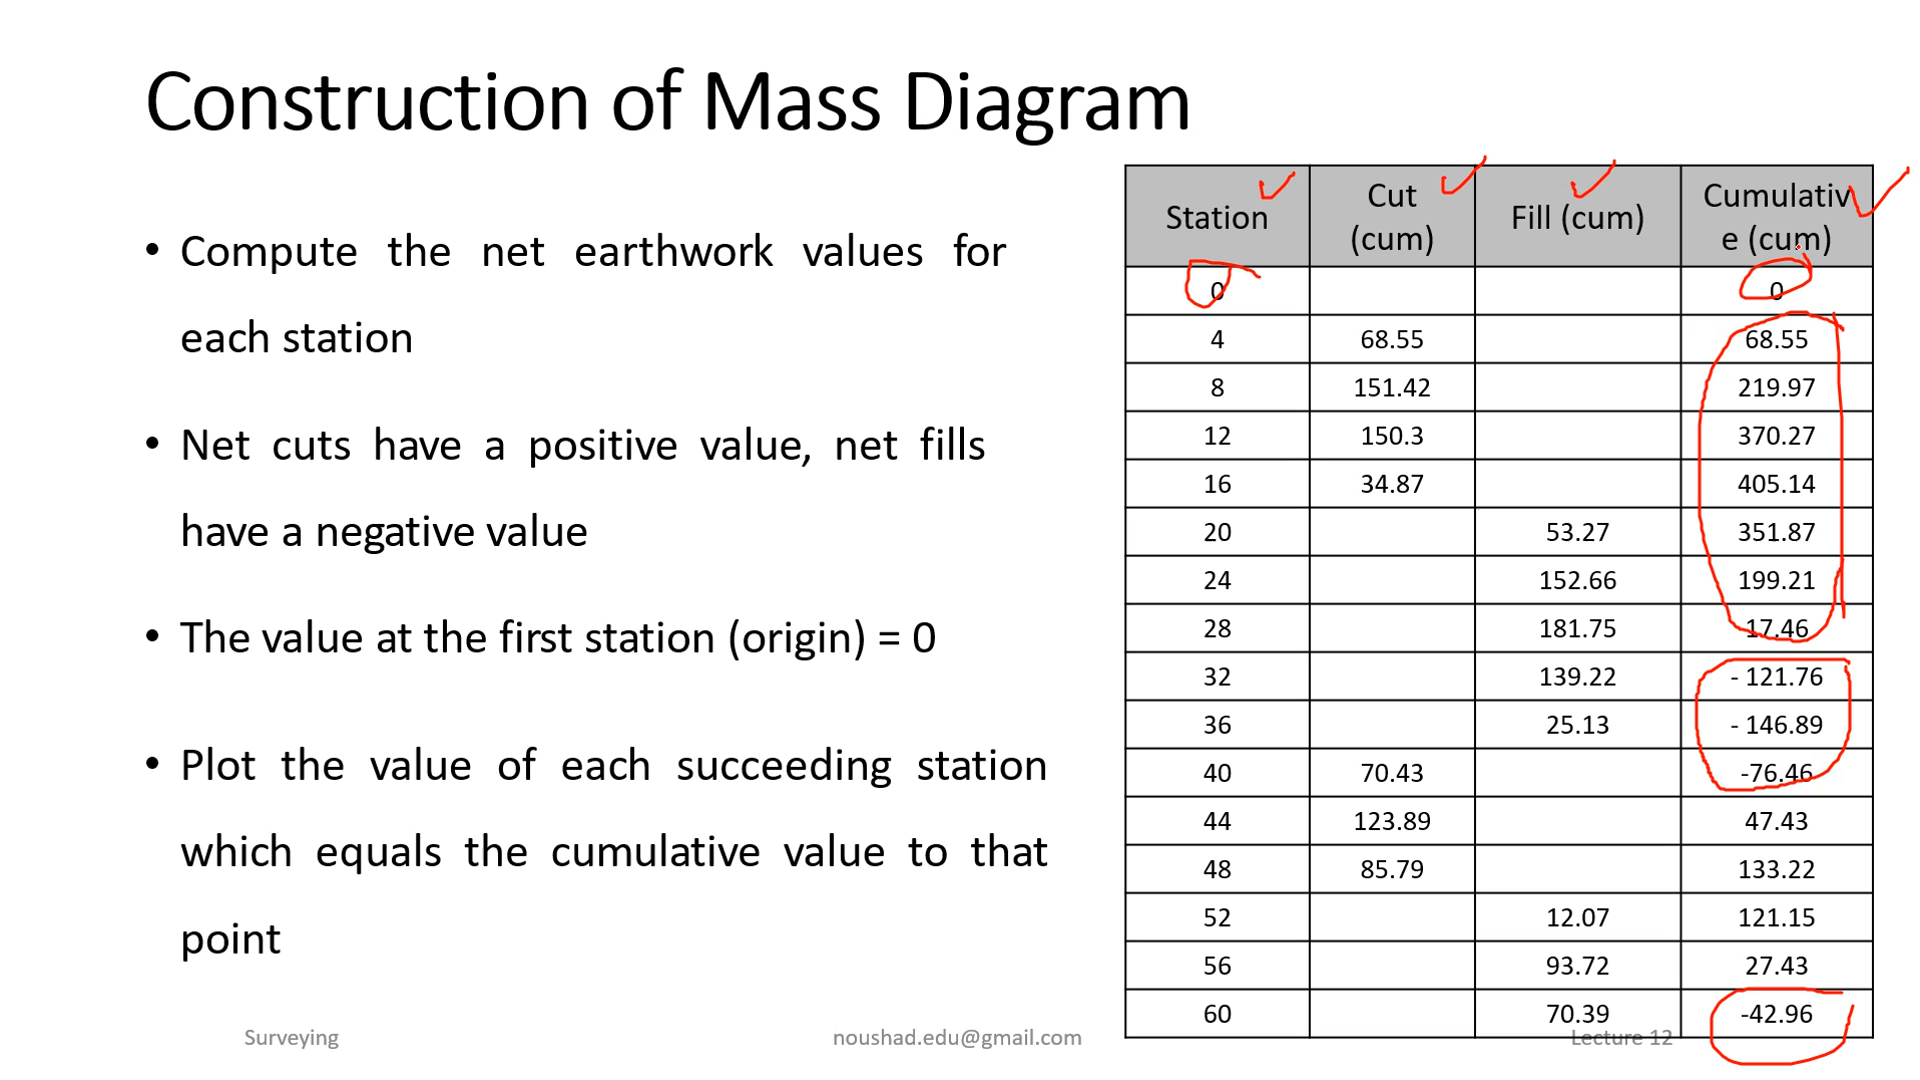 Construction of Mass Diagram
• Compute the net earthwork values for
each station
• Net cuts have a positive value, net fills
have a negative value
• The value at the first station (origin) = 0
• Plot the value of each succeeding station
which equals the cumulative value to that
point
Station Cut (cum) Fill (cum) Cumulative (cum)
0 0
4 68.55 68.55
8 151.42 219.97
12 150.3 370.27
16 34.87 405.14
20 53.27 351.87
24 152.66 199.21
28 181.75 17.46
32 139.22 - 121.76
36 25.13 - 146.89
40 70.43 -76.46
44 123.89 47.43
48 85.79 133.22
52 12.07 121.15
56 93.72 27.43
60 70.39 -42.96
Surveying noushad.edu@gmail.com Lecture 12